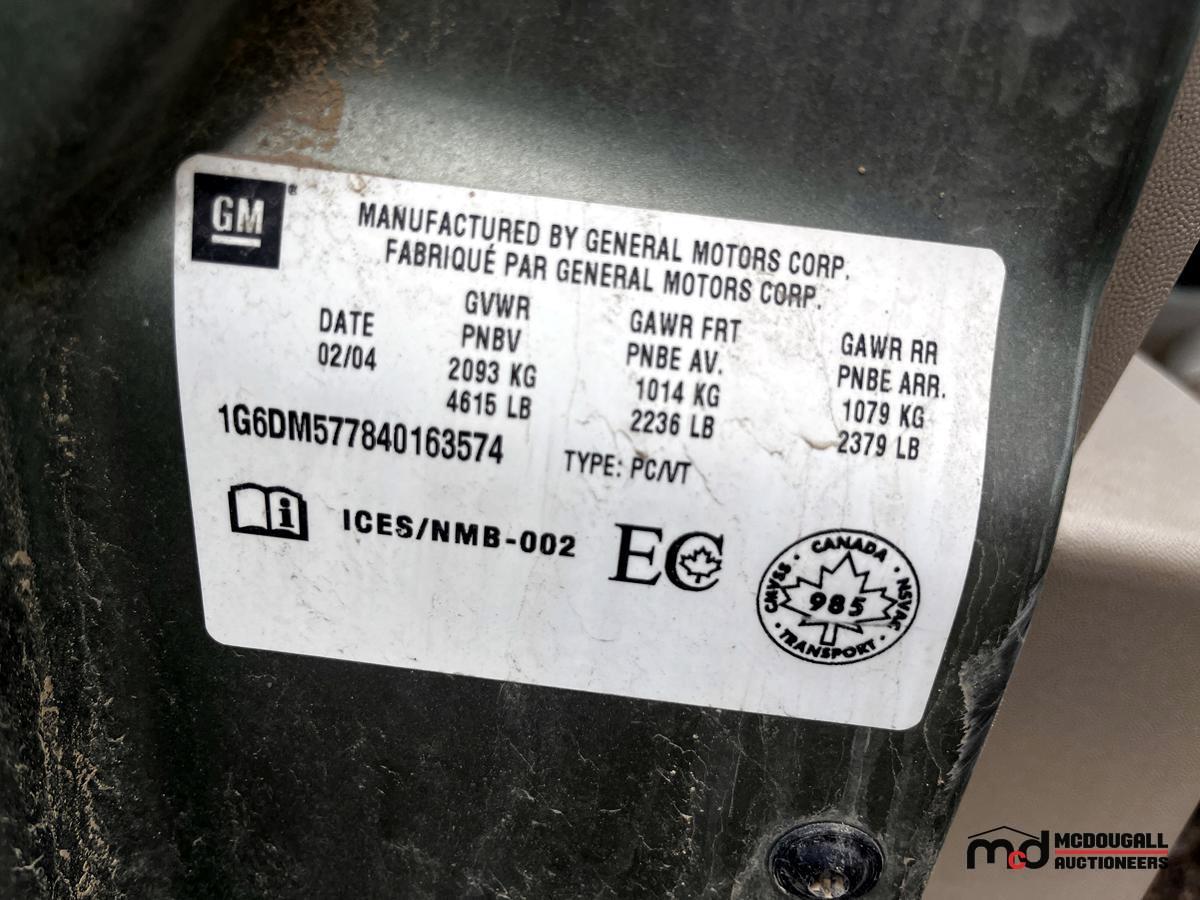 GM®
MANUFACTURED BY GENERAL MOTORS CORP.
FABRIQUÉ PAR GENERAL MOTORS CORP.
DATE
02/04
GVWR
PNBV
2093 KG
4615 LB
GAWR FRT
PNBE AV.
1014 KG
2236 LB
GAWR RR
PNBE ARR.
1079 KG
2379 LB
1G6DM577840163574
TYPE: PC/VT
i
ICES/NMB-002
EC
CANADA
CMVSS
985
NSVAC
TRANSPORT
mcd MCDOUGALL
AUCTIONEERS